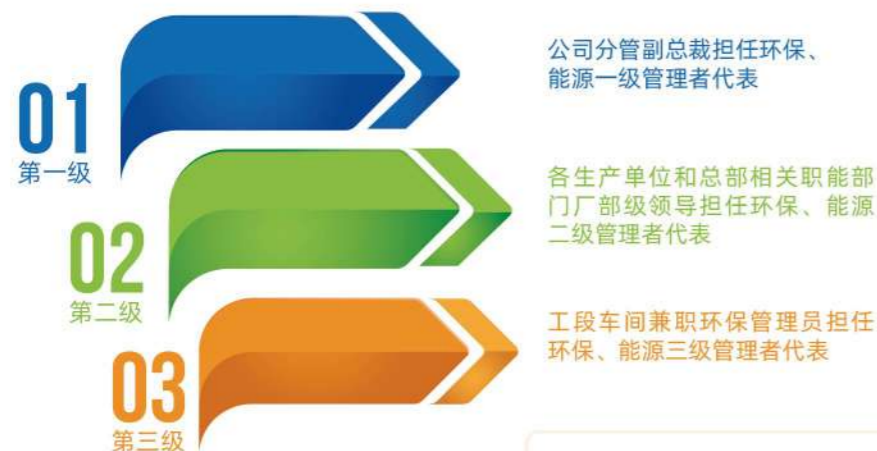 01
第一级
公司分管副总裁担任环保、
能源一级管理者代表
02
第二级
各生产单位和总部相关职能部
门厂部级领导担任环保、能源
二级管理者代表
03
第三级
工段车间兼职环保管理员担任
环保、能源三级管理者代表